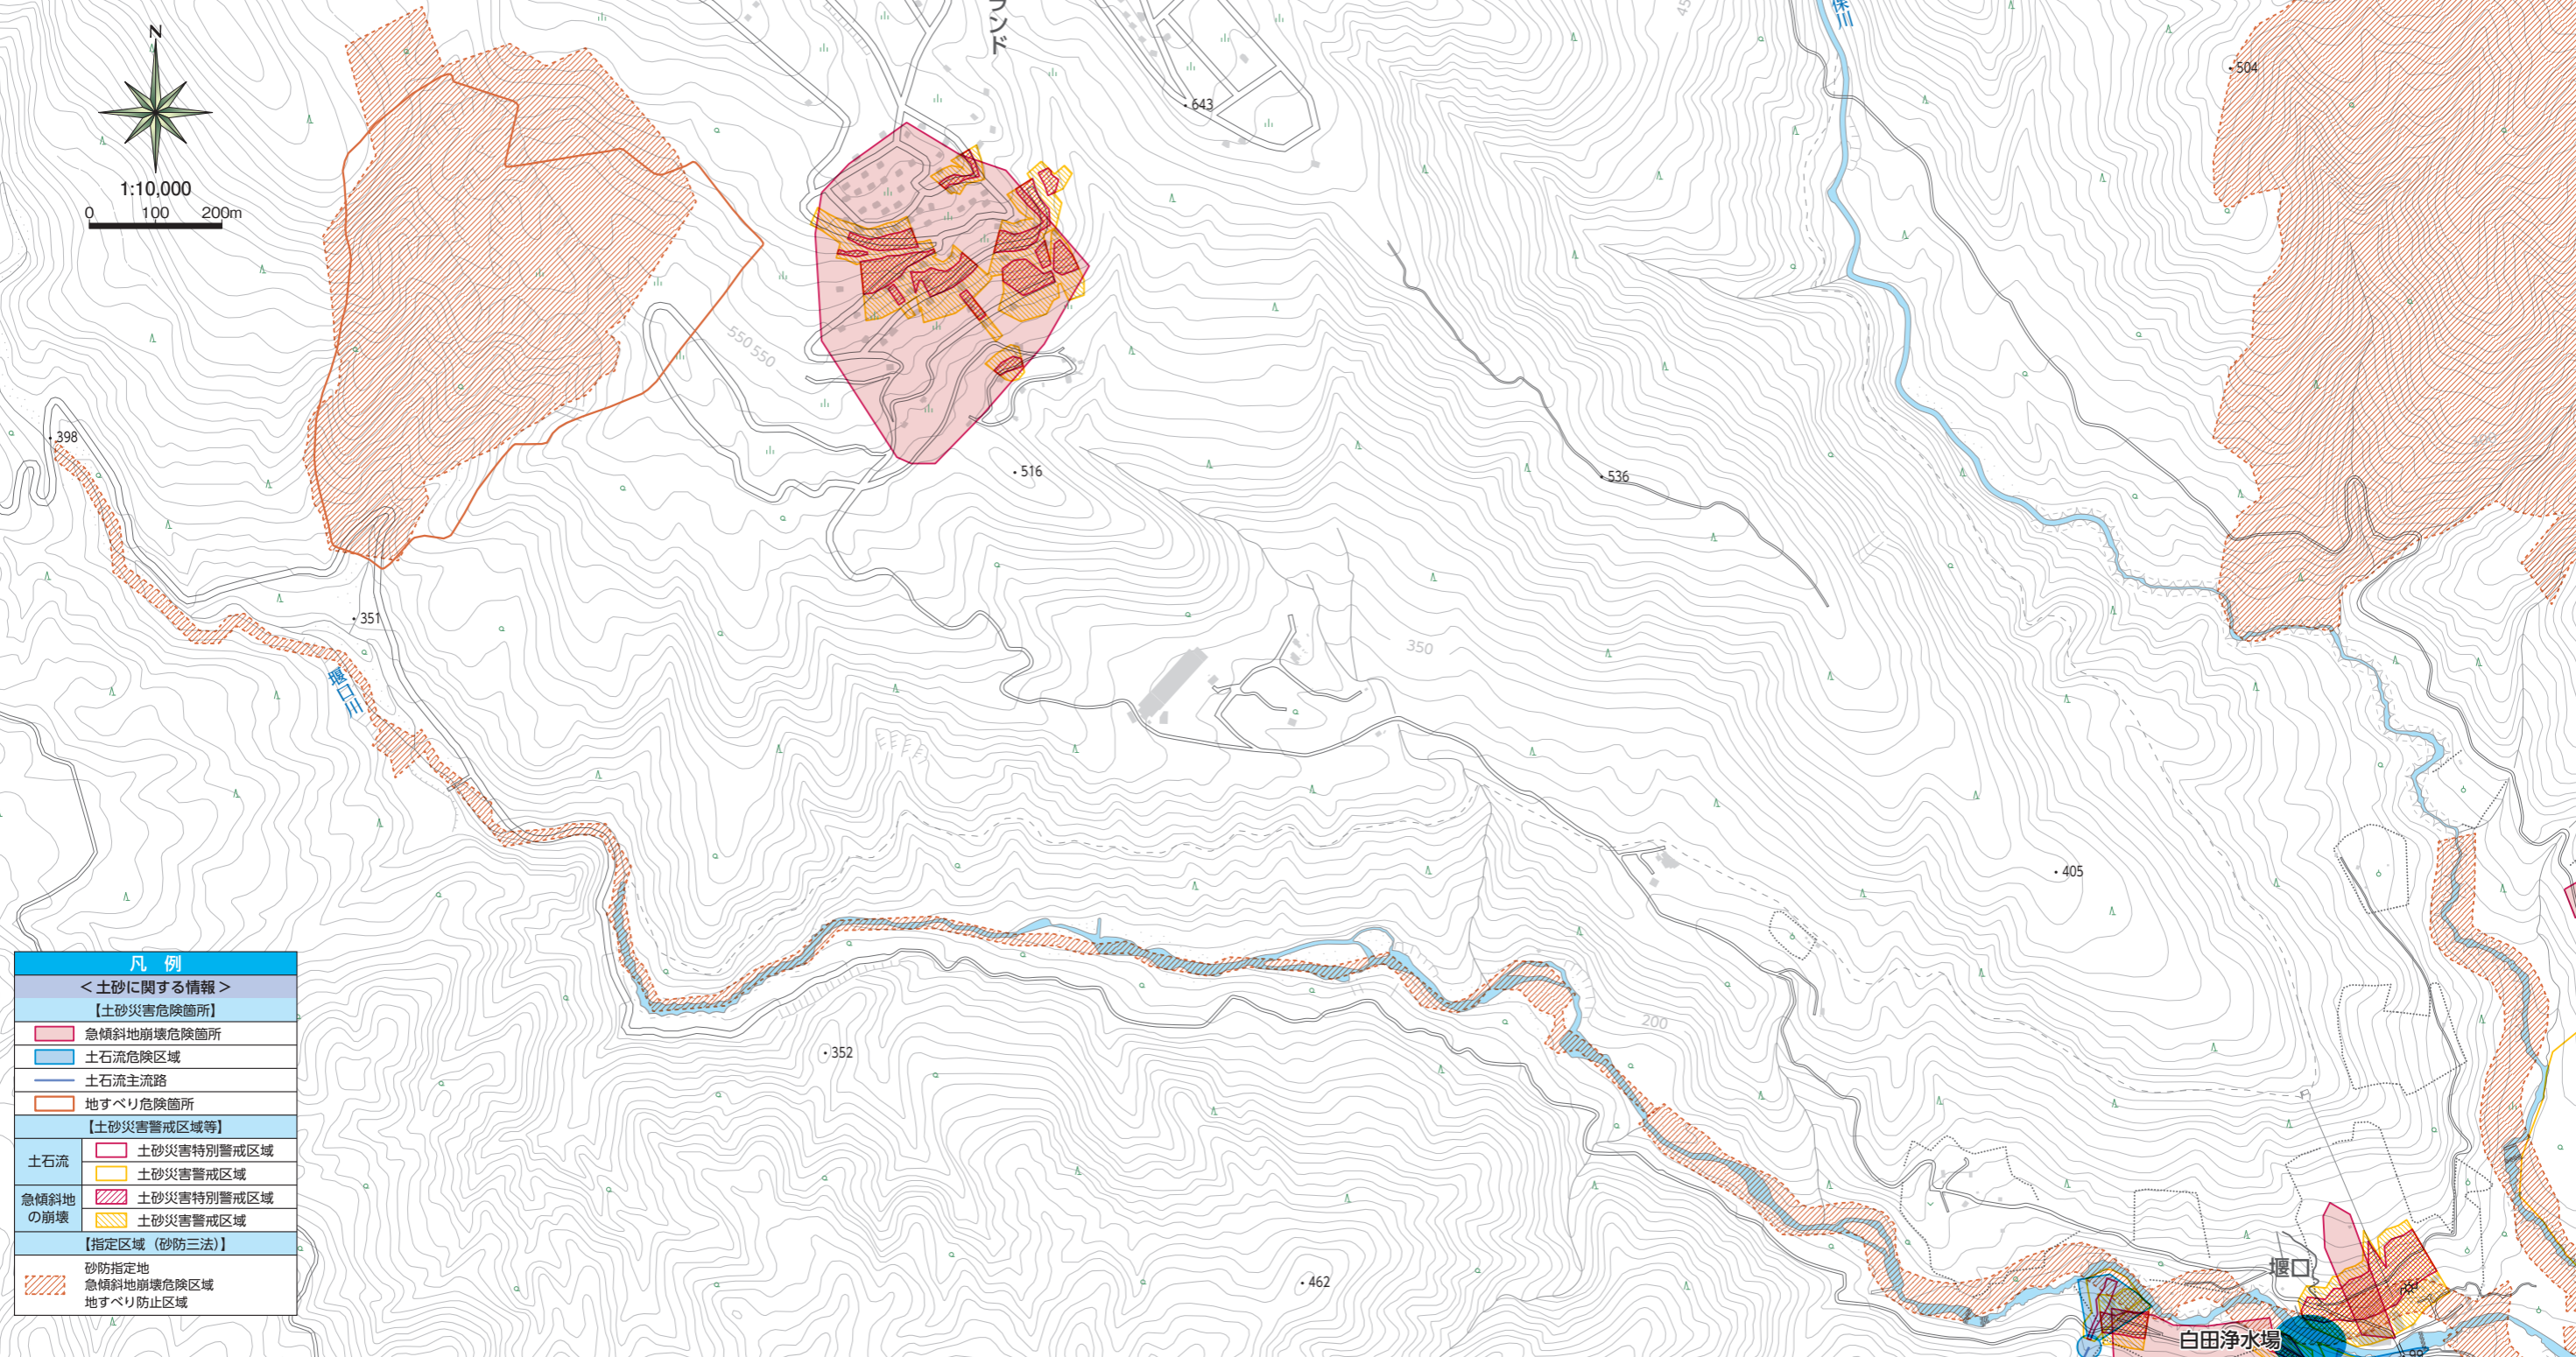 N
1:10,000
0 100 200m
ランド
保川
45
643
504
550 550
398
516
536
351
堰口川
350
405
352
200
462
堰口
白田浄水場
凡 例
＜土砂に関する情報＞
【土砂災害危険箇所】
急傾斜地崩壊危険箇所
土石流危険区域
土石流主流路
地すべり危険箇所
【土砂災害警戒区域等】
土石流
土砂災害特別警戒区域
土砂災害警戒区域
急傾斜地
の崩壊
土砂災害特別警戒区域
土砂災害警戒区域
【指定区域（砂防三法）】
砂防指定地
急傾斜地崩壊危険区域
地すべり防止区域